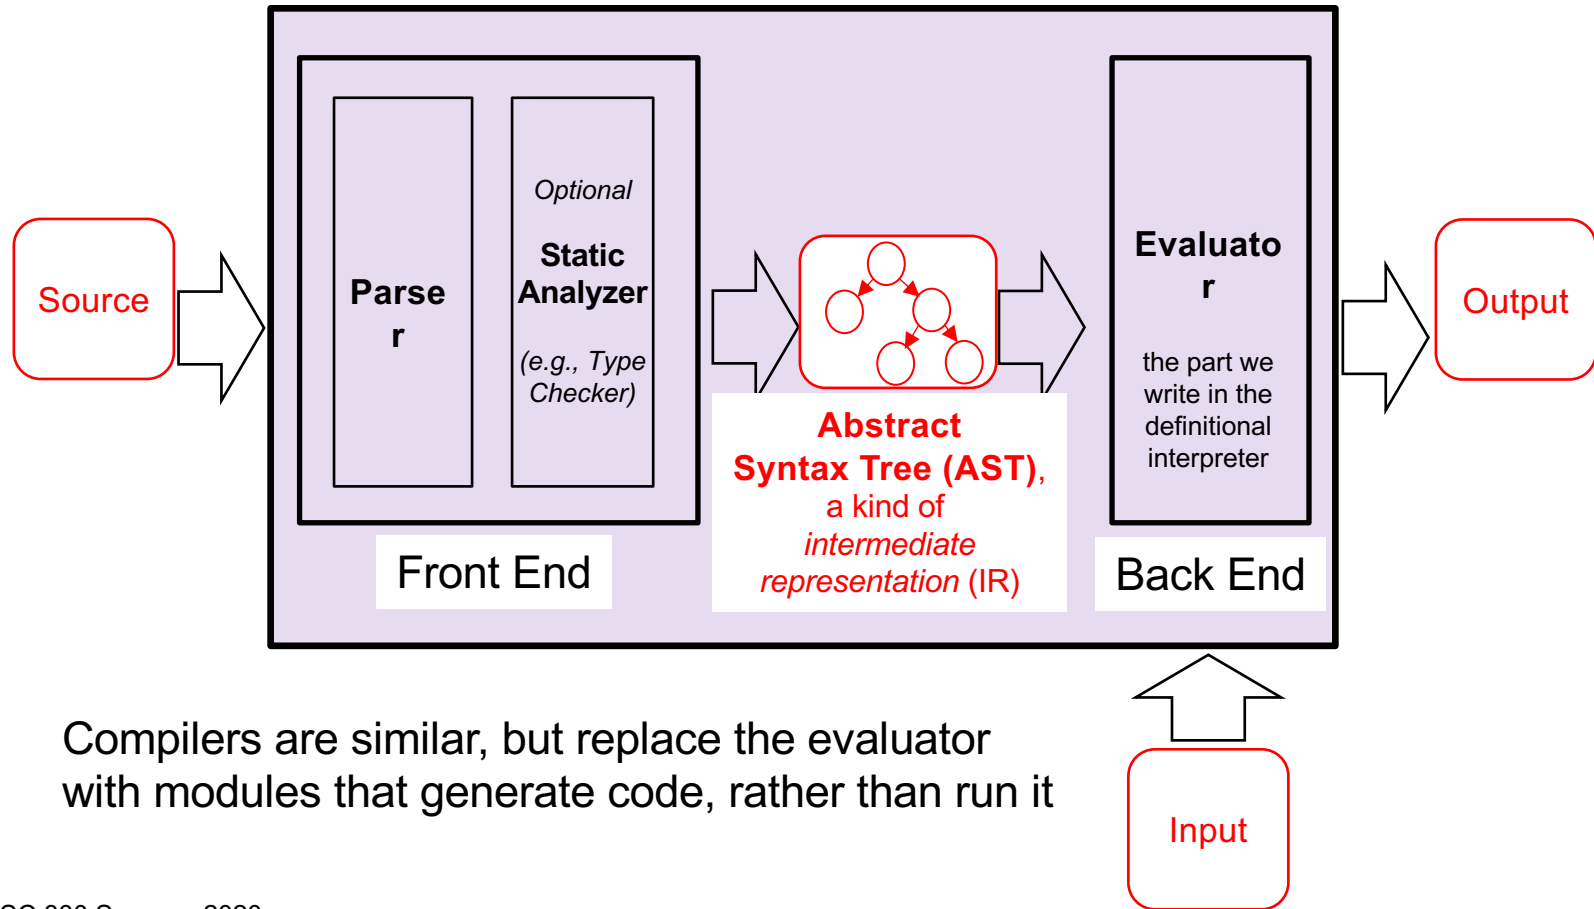 Source
Parse
r
Optional
Static
Analyzer
(e.g., Type
Checker)
Front End
Abstract
Syntax Tree (AST),
a kind of
intermediate
representation (IR)
Evaluato
r
the part we
write in the
definitional
interpreter
Back End
Output
Input
Compilers are similar, but replace the evaluator
with modules that generate code, rather than run it